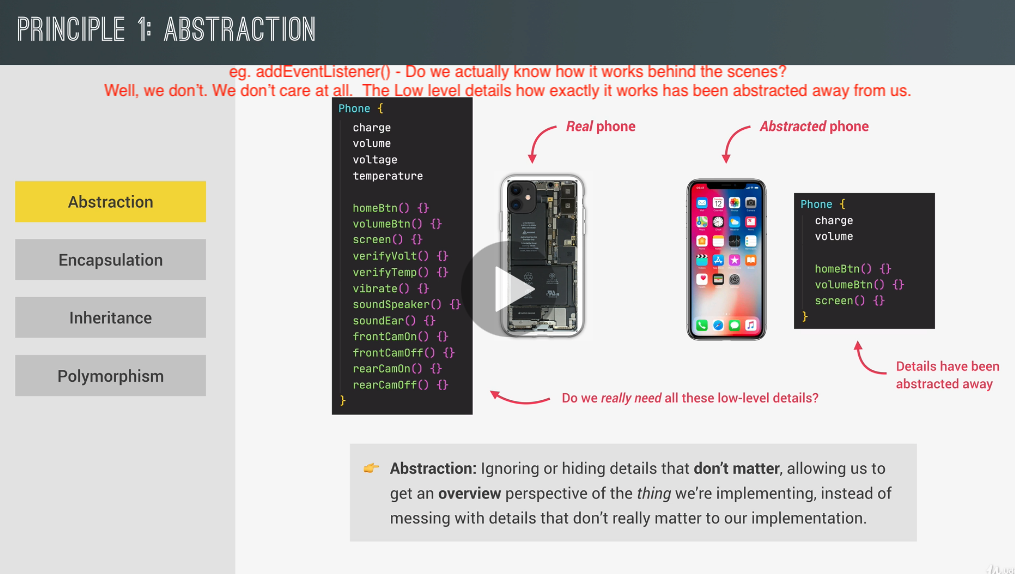 PRINCIPLE 1: ABSTRACTION
eg. addEventListener() - Do we actually know how it works behind the scenes?
Well, we don't. We don't care at all.  The Low level details how exactly it works has been abstracted away from us.
Abstraction
Encapsulation
Inheritance
Polymorphism
Phone {
charge
volume
voltage
temperature
homeBtn() {}
volumeBtn() {}
screen() {}
verifyVolt() {}
verifyTemp() {}
vibrate() {}
soundSpeaker() {}
soundEar() {}
frontCamOn() {}
frontCamOff() {}
rearCamOn() {}
rearCamOff() {}
}
Real phone
Abstracted phone
Phone {
charge
volume
homeBtn() {}
volumeBtn() {}
screen() {}
}
Details have been
abstracted away
Do we really need all these low-level details?
👉 Abstraction: Ignoring or hiding details that don't matter, allowing us to
get an overview perspective of the thing we're implementing, instead of
messing with details that don't really matter to our implementation.